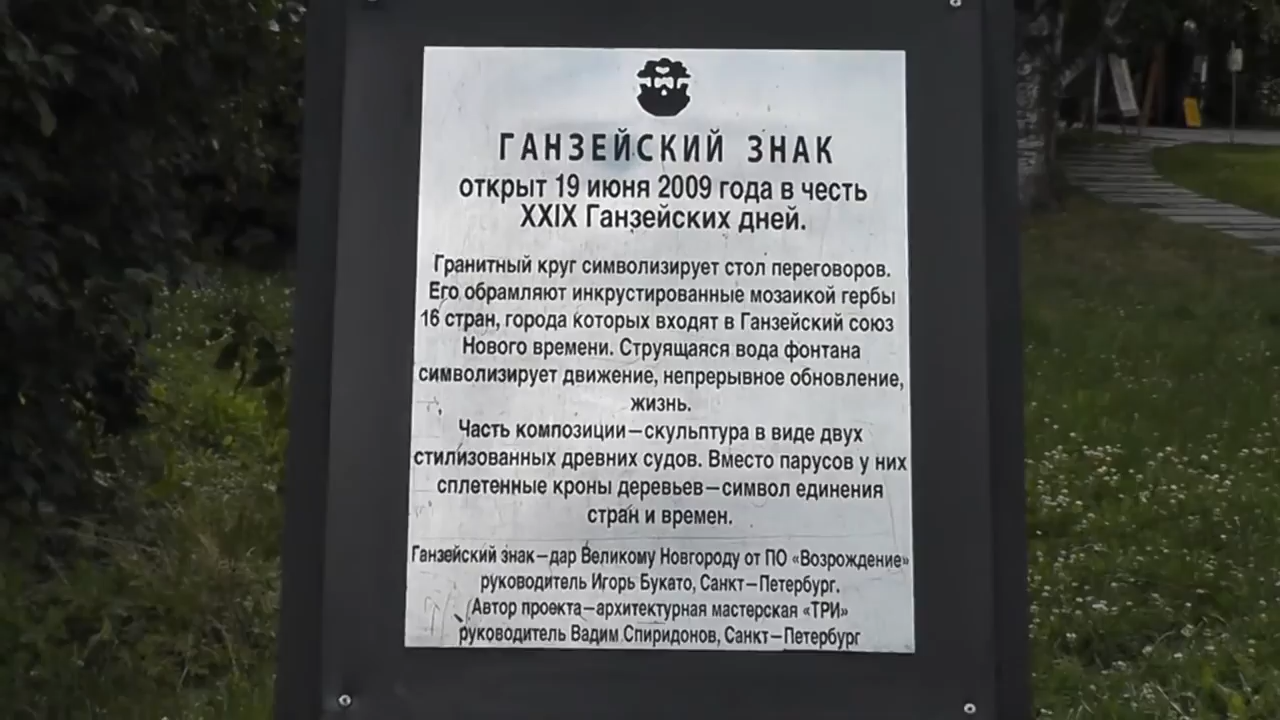 ГАНЗЕЙСКИЙ ЗНАК
открыт 19 июня 2009 года в честь
XXIX Ганзейских дней.
Гранитный круг символизирует стол переговоров.
Его обрамляют инкрустированные мозаикой гербы
16 стран, города которых входят в Ганзейский союз
Нового времени. Струящаяся вода фонтана
символизирует движение, непрерывное обновление,
жизнь.
Часть композиции—скульптура в виде двух
стилизованных древних судов. Вместо парусов у них
сплетенные кроны деревьев—символ единения
стран и времен.
Ганзейский знак—дар Великому Новгороду от ПО «Возрождение»
руководитель Игорь Букато, Санкт—Петербург.
Автор проекта—архитектурная мастерская «ТРИ»
руководитель Вадим Спиридонов, Санкт—Петербург